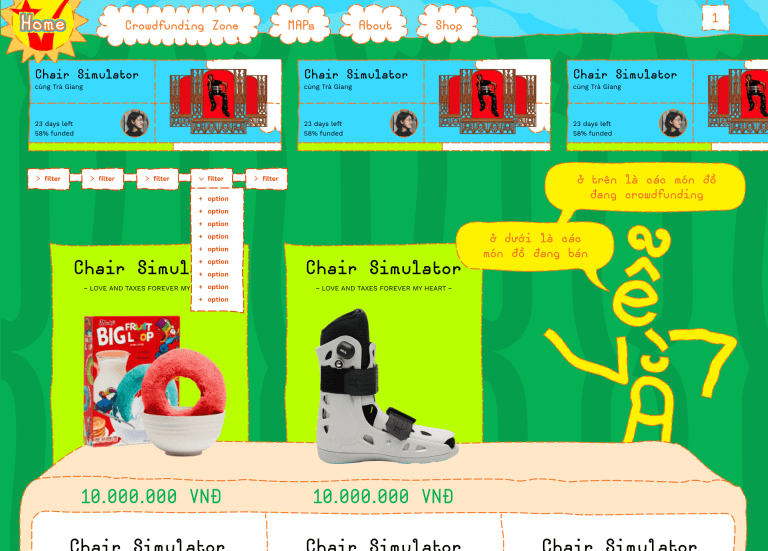 Home
Crowdfunding Zone
MAPs
About
Shop
1
Chair Simulator
cùng Trà Giang
23 days left
58% funded
Chair Simulator
cùng Trà Giang
23 days left
58% funded
Chair Simulator
cùng Trà Giang
23 days left
58% funded
> filter
> filter
> filter
filter
> filter
+ option
+ option
+ option
+ option
+ option
+ option
+ option
+ option
+ option
ở trên là các món đồ
đang crowdfunding
ở dưới là các
món đồ đang bán
Chair Simul
– LOVE AND TAXES FOREVER MY
Chair Simulator
– LOVE AND TAXES FOREVER MY HEART –
BIG FRUIT
LOOP
10.000.000 VNĐ
10.000.000 VNĐ
Chair Simulator
Chair Simulator
Chair Simulator